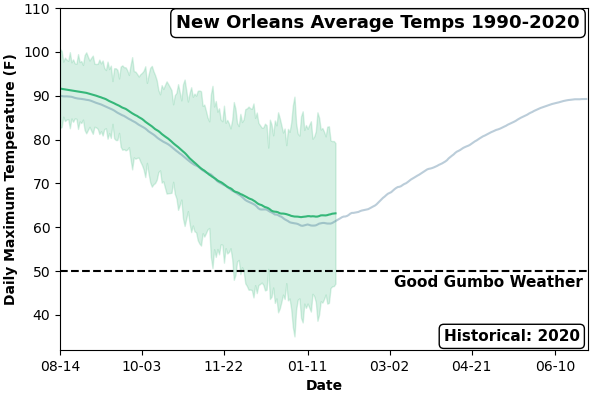 New Orleans Average Temps 1990-2020
Daily Maximum Temperature (F)
110
100
90
80
70
60
50
40
Good Gumbo Weather
Historical: 2020
08-14 10-03 11-22 01-11 03-02 04-21 06-10
Date